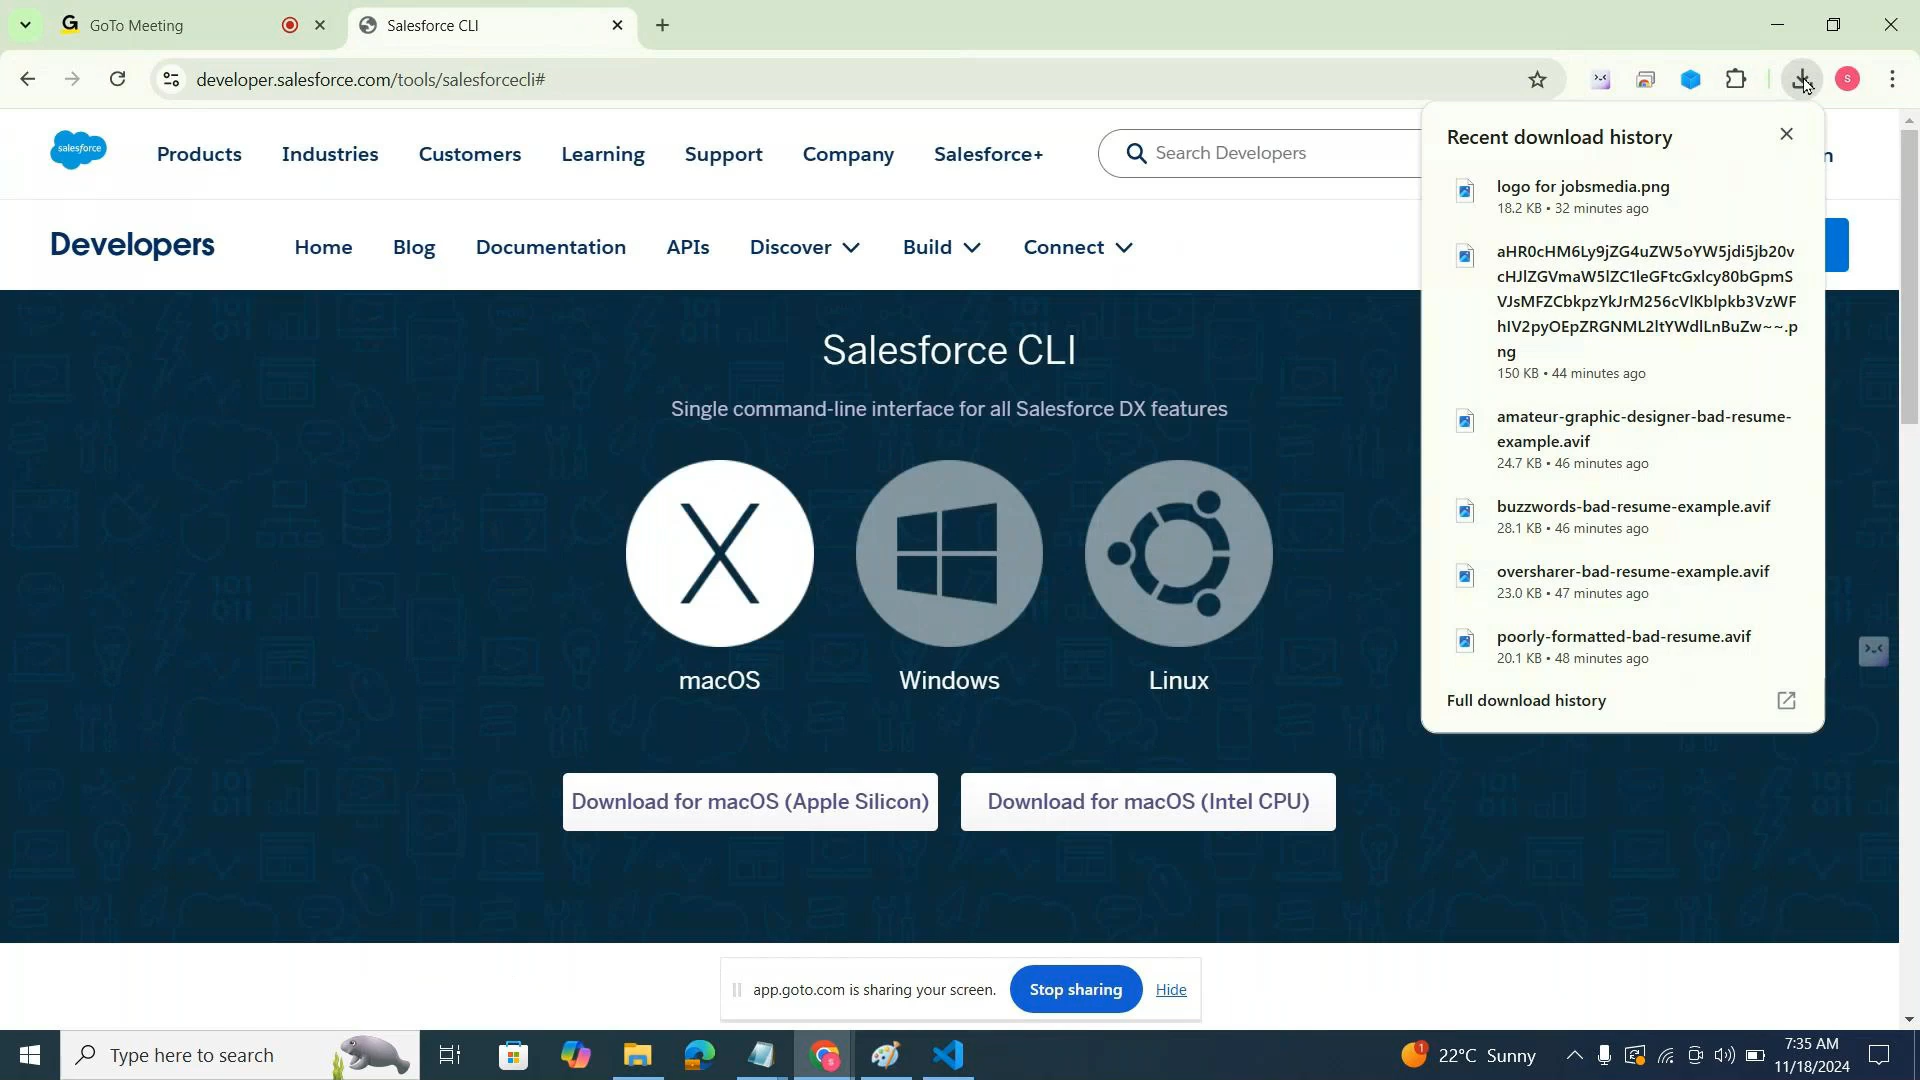 GoTo Meeting
Salesforce CLI
developer.salesforce.com/tools/salesforcecli#
S
salesforce
Products
Industries
Customers
Learning
Support
Company
Salesforce+
Search Developers
n
Developers
Home
Blog
Documentation
APIs
Discover
Build
Connect
Salesforce CLI
Single command-line interface for all Salesforce DX features
macOS
Windows
Linux
Download for macOS (Apple Silicon)
Download for macOS (Intel CPU)
Recent download history
logo for jobsmedia.png
18.2 KB • 32 minutes ago
aHR0cHM6Ly9jZG4uZW5oYW5jdi5jb20v
cHJlZGVmaW5lZC1leGFtcGxlcy80bGpmS
VJsMFZCbkpzYkJrM256cVlKblpkb3VzWF
hIV2pyOEpZRGNML2ltYWdlLnBuZw~~.p
ng
150 KB • 44 minutes ago
amateur-graphic-designer-bad-resume-
example.avif
24.7 KB • 46 minutes ago
buzzwords-bad-resume-example.avif
28.1 KB • 46 minutes ago
oversharer-bad-resume-example.avif
23.0 KB • 47 minutes ago
poorly-formatted-bad-resume.avif
20.1 KB • 48 minutes ago
Full download history
app.goto.com is sharing your screen.
Stop sharing
Hide
Type here to search
1
22°C Sunny
7:35 AM
11/18/2024